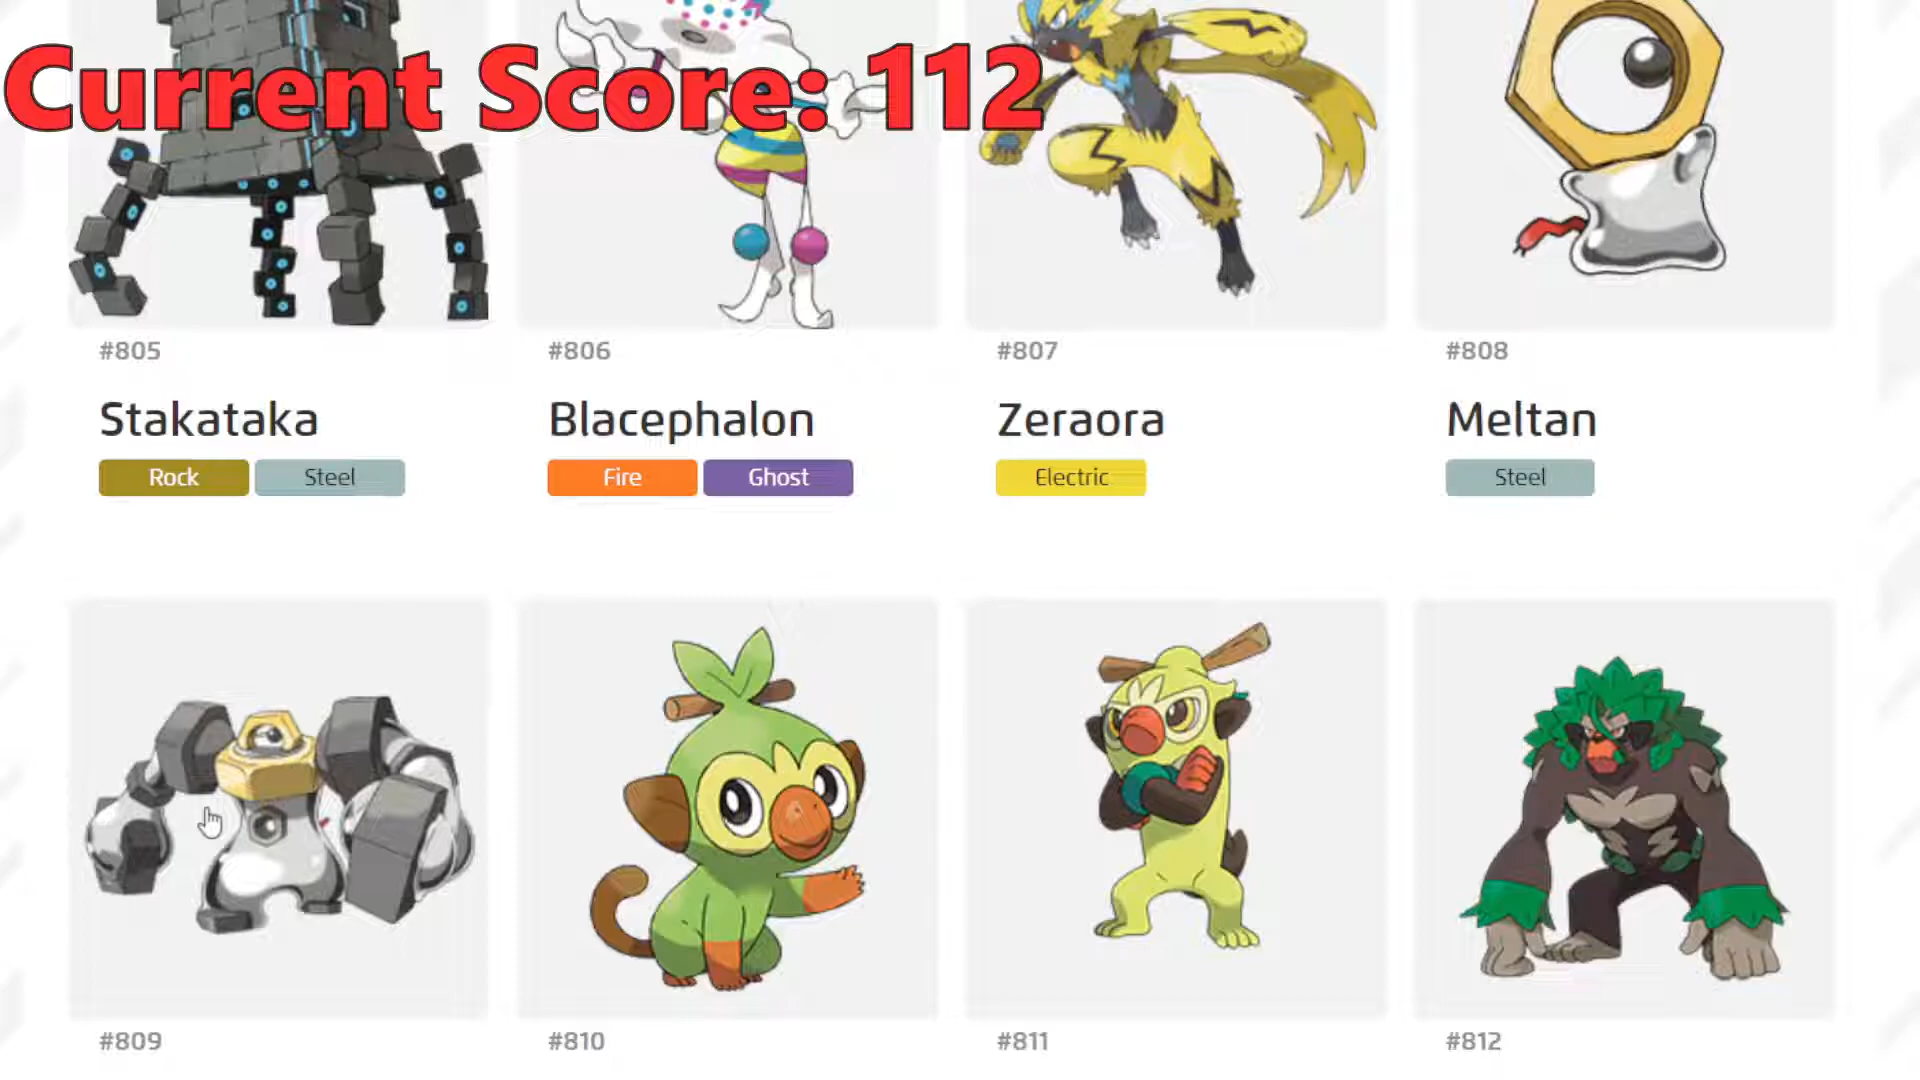 Current Score: 112
#805
#806
#807
#808
Stakataka
Blacephalon
Zeraora
Meltan
Rock
Steel
Fire
Ghost
Electric
Steel
#809
#810
#811
#812